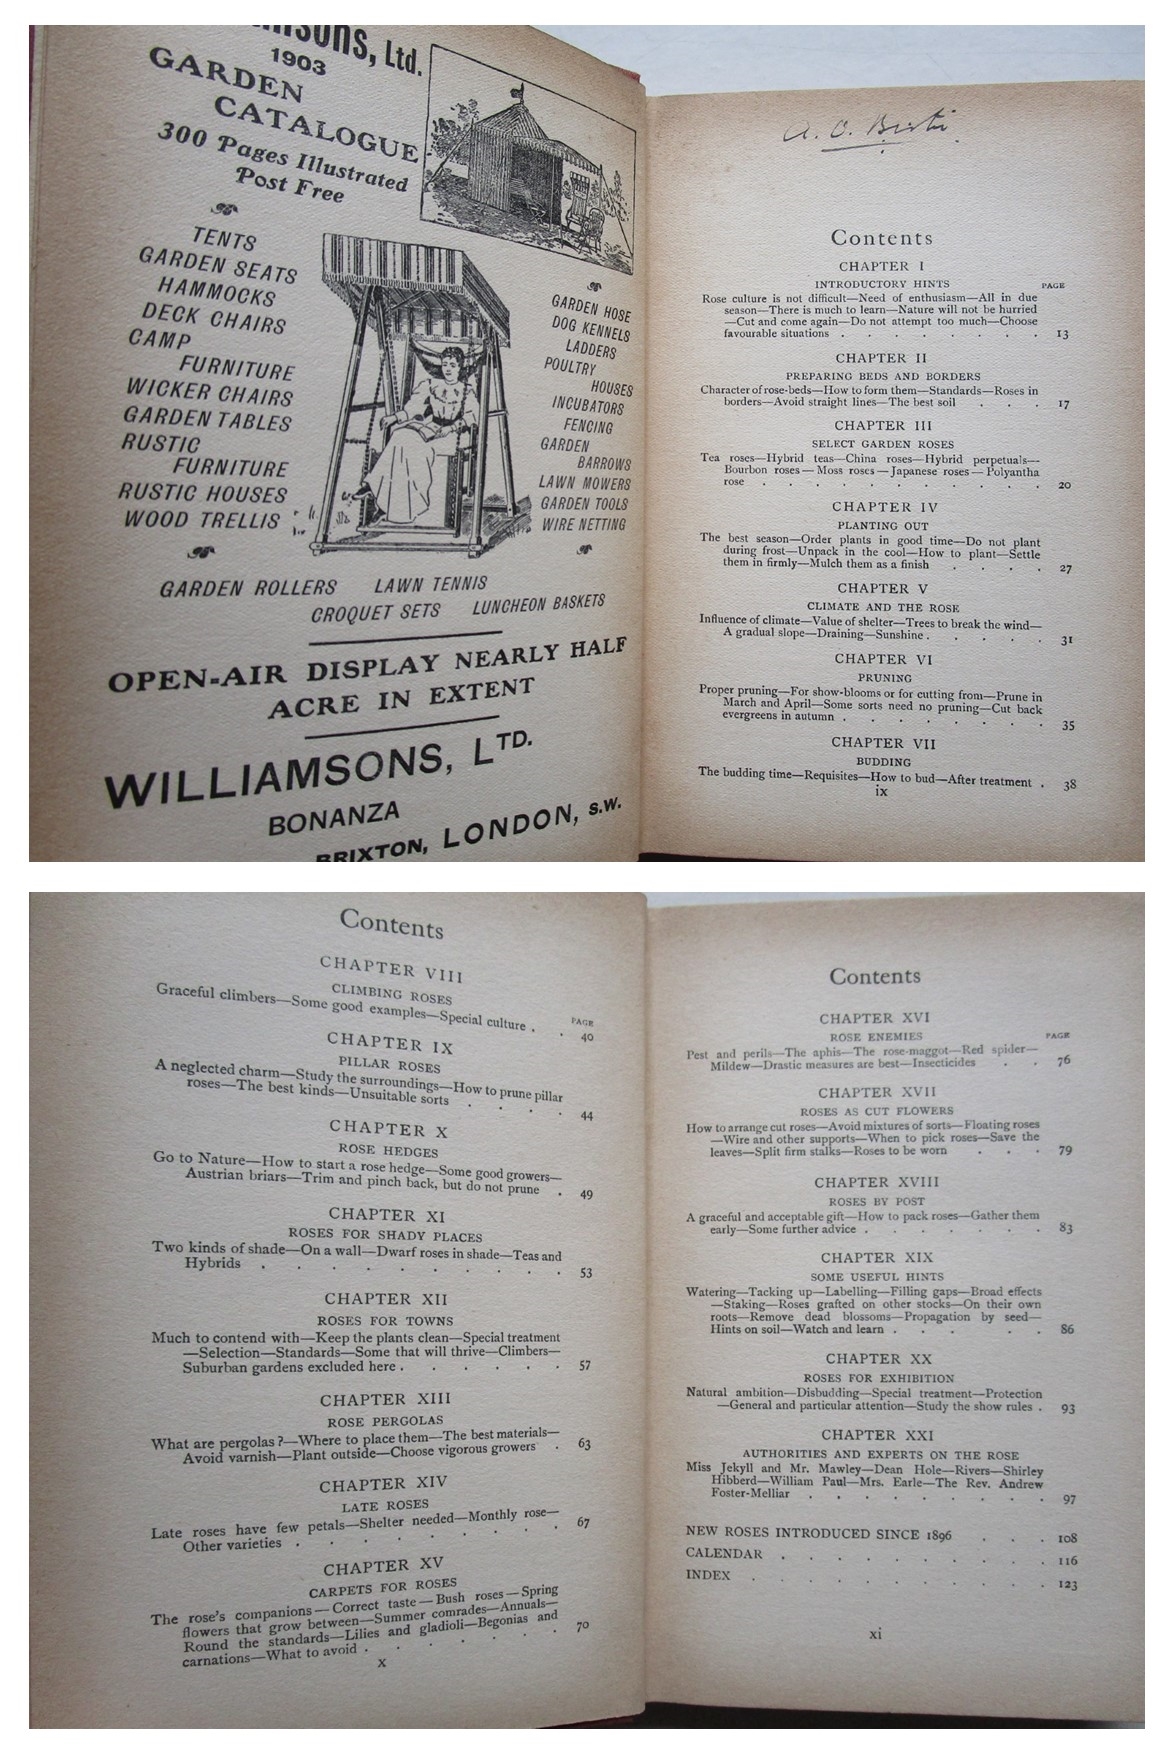 Ltd.
1903
GARDEN
CATALOGUE
300 Pages Illustrated
Post Free
TENTS
GARDEN SEATS
HAMMOCKS
DECK CHAIRS
CAMP
FURNITURE
WICKER CHAIRS
GARDEN TABLES
RUSTIC
FURNITURE
RUSTIC HOUSES
WOOD TRELLIS
GARDEN HOSE
DOG KENNELS
LADDERS
POULTRY
HOUSES
INCUBATORS
FENCING
GARDEN
BARROWS
LAWN MOWERS
GARDEN TOOLS
WIRE NETTING
GARDEN ROLLERS LAWN TENNIS
CROQUET SETS LUNCHEON BASKETS
OPEN-AIR DISPLAY NEARLY HALF
ACRE IN EXTENT
WILLIAMSONS, LTD.
BONANZA
BRIXTON, LONDON, S.W.
A. O.
Contents
CHAPTER I
INTRODUCTORY HINTS PAGE
Rose culture is not difficult—Need of enthusiasm—All in due
season—There is much to learn—Nature will not be hurried
—Cut and come again—Do not attempt too much—Choose
favourable situations . . . . . . . . 13
CHAPTER II
PREPARING BEDS AND BORDERS
Character of rose-beds—How to form them—Standards—Roses in
borders—Avoid straight lines—The best soil . . . 17
CHAPTER III
SELECT GARDEN ROSES
Tea roses—Hybrid teas—China roses—Hybrid perpetuals—
Bourbon roses—Moss roses—Japanese roses—Polyantha
rose . . . . . . . . . . 20
CHAPTER IV
PLANTING OUT
The best season—Order plants in good time—Do not plant
during frost—Unpack in the cool—How to plant—Settle
them in firmly—Mulch them as a finish . . . . 27
CHAPTER V
CLIMATE AND THE ROSE
Influence of climate—Value of shelter—Trees to break the wind—
A gradual slope—Draining—Sunshine . . . . . 31
CHAPTER VI
PRUNING
Proper pruning—For show-blooms or for cutting from—Prune in
March and April—Some sorts need no pruning—Cut back
evergreens in autumn . . . . . . . . 35
CHAPTER VII
BUDDING
The budding time—Requisites—How to bud—After treatment . 38
ix
Contents
CHAPTER VIII
CLIMBING ROSES
PAGE
Graceful climbers—Some good examples—Special culture . . 40
CHAPTER IX
PILLAR ROSES
A neglected charm—Study the surroundings—How to prune pillar
roses—The best kinds—Unsuitable sorts . . . . 44
CHAPTER X
ROSE HEDGES
Go to Nature—How to start a rose hedge—Some good growers—
Austrian briars—Trim and pinch back, but do not prune . 49
CHAPTER XI
ROSES FOR SHADY PLACES
Two kinds of shade—On a wall—Dwarf roses in shade—Teas and
Hybrids . . . . . . . . 53
CHAPTER XII
ROSES FOR TOWNS
Much to contend with—Keep the plants clean—Special treatment
—Selection—Standards—Some that will thrive—Climbers—
Suburban gardens excluded here . . . . . . 57
CHAPTER XIII
ROSE PERGOLAS
What are pergolas?—Where to place them—The best materials—
Avoid varnish—Plant outside—Choose vigorous growers . 63
CHAPTER XIV
LATE ROSES
Late roses have few petals—Shelter needed—Monthly rose—
Other varieties . . . . . . . . 67
CHAPTER XV
CARPETS FOR ROSES
The rose's companions—Correct taste—Bush roses—Spring
flowers that grow between—Summer comrades—Annuals—
Round the standards—Lilies and gladioli—Begonias and
carnations—What to avoid . . . . . . 70
x
Contents
CHAPTER XVI
ROSE ENEMIES PAGE
Pest and perils—The aphis—The rose-maggot—Red spider—
Mildew—Drastic measures are best—Insecticides . . 76
CHAPTER XVII
ROSES AS CUT FLOWERS
How to arrange cut roses—Avoid mixtures of sorts—Floating roses
—Wire and other supports—When to pick roses—Save the
leaves—Split firm stalks—Roses to be worn . . . 79
CHAPTER XVIII
ROSES BY POST
A graceful and acceptable gift—How to pack roses—Gather them
early—Some further advice . . . . . . . 83
CHAPTER XIX
SOME USEFUL HINTS
Watering—Tacking up—Labelling—Filling gaps—Broad effects
—Staking—Roses grafted on other stocks—On their own
roots—Remove dead blossoms—Propagation by seed—
Hints on soil—Watch and learn . . . . . 86
CHAPTER XX
ROSES FOR EXHIBITION
Natural ambition—Disbudding—Special treatment—Protection
—General and particular attention—Study the show rules . 93
CHAPTER XXI
AUTHORITIES AND EXPERTS ON THE ROSE
Miss Jekyll and Mr. Mawley—Dean Hole—Rivers—Shirley
Hibberd—William Paul—Mrs. Earle—The Rev. Andrew
Foster-Melliar . . . . . . . . 97
NEW ROSES INTRODUCED SINCE 1896 . . . 108
CALENDAR . . . . . . . . . 116
INDEX . . . . . . . . . . 123
xi